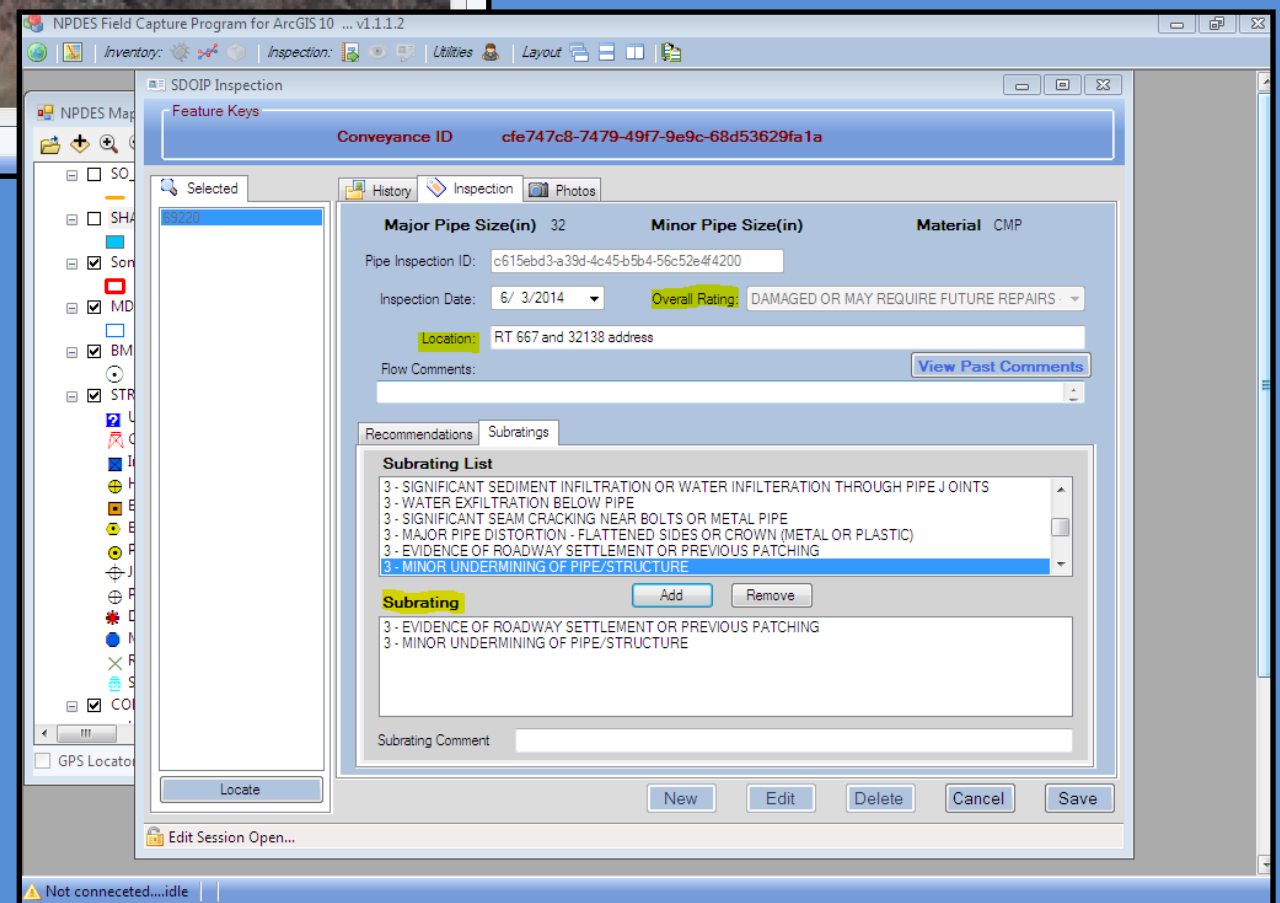 NPDES Field Capture Program for ArcGIS 10 ... v1.1.1.2
Inventory: Inspection: Utilities Layout
SDOIP Inspection
NPDES Map
Feature Keys
Conveyance ID cfe747c8-7479-49f7-9e9c-68d53629fa1a
SO_
SHA
Som
MD
BM
STR
COI
GPS Locator
Selected
69220
Locate
History Inspection Photos
Major Pipe Size(in) 32 Minor Pipe Size(in) Material CMP
Pipe Inspection ID: c615ebd3-a39d-4c45-b5b4-56c52e4f4200
Inspection Date: 6/ 3/2014 Overall Rating: DAMAGED OR MAY REQUIRE FUTURE REPAIRS -
Location: RT 667 and 32138 address
Flow Comments: View Past Comments
Recommendations Subratings
Subrating List
3 - SIGNIFICANT SEDIMENT INFILTRATION OR WATER INFILTERATION THROUGH PIPE JOINTS
3 - WATER EXFILTRATION BELOW PIPE
3 - SIGNIFICANT SEAM CRACKING NEAR BOLTS OR METAL PIPE
3 - MAJOR PIPE DISTORTION - FLATTENED SIDES OR CROWN (METAL OR PLASTIC)
3 - EVIDENCE OF ROADWAY SETTLEMENT OR PREVIOUS PATCHING
3 - MINOR UNDERMINING OF PIPE/STRUCTURE
Subrating Add Remove
3 - EVIDENCE OF ROADWAY SETTLEMENT OR PREVIOUS PATCHING
3 - MINOR UNDERMINING OF PIPE/STRUCTURE
Subrating Comment
New Edit Delete Cancel Save
Edit Session Open...
Not conneceted....idle